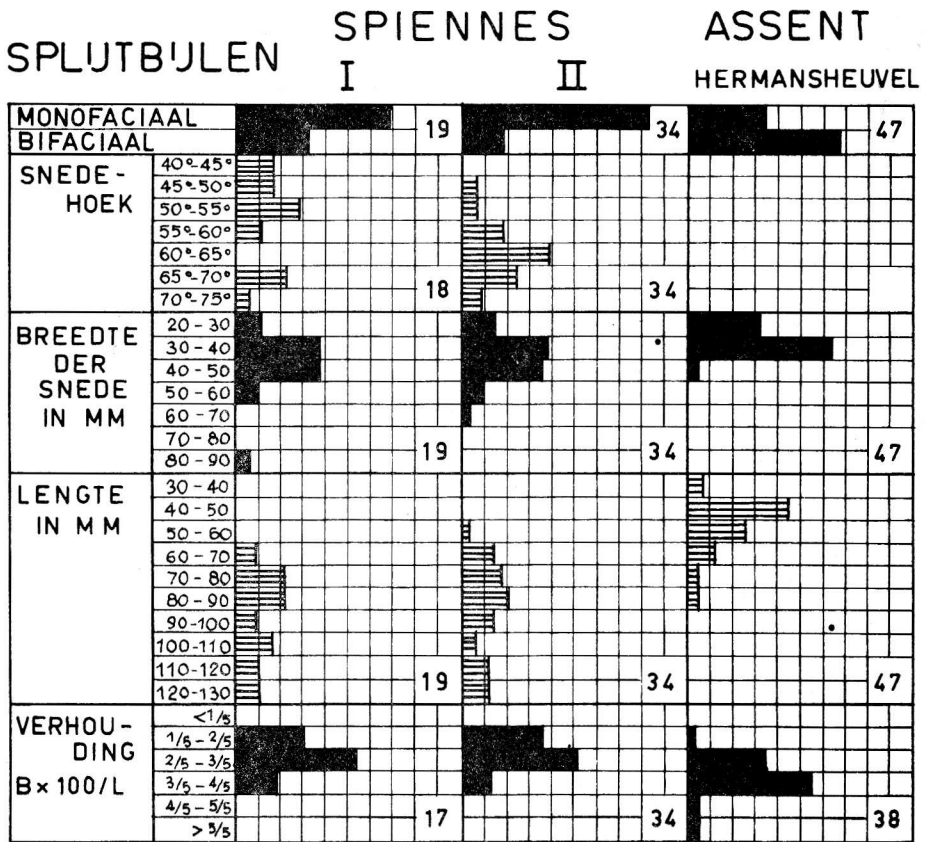 SPLIJTBIJLEN
SPIENNES
I II
ASSENT
HERMANSHEUVEL
MONOFACIAAL
BIFACIAAL
19 34 47
SNEDE-
HOEK
40°-45°
45°-50°
50°-55°
55°-60°
60°-65°
65°-70°
70°-75°
18 34
BREEDTE
DER
SNEDE
IN MM
20-30
30-40
40-50
50-60
60-70
70-80
80-90
19 34 47
LENGTE
IN MM
30-40
40-50
50-60
60-70
70-80
80-90
90-100
100-110
110-120
120-130
19 34 47
VERHOU-
DING
B×100/L
<1/5
1/5-2/5
2/5-3/5
3/5-4/5
4/5-5/5
>5/5
17 34 38